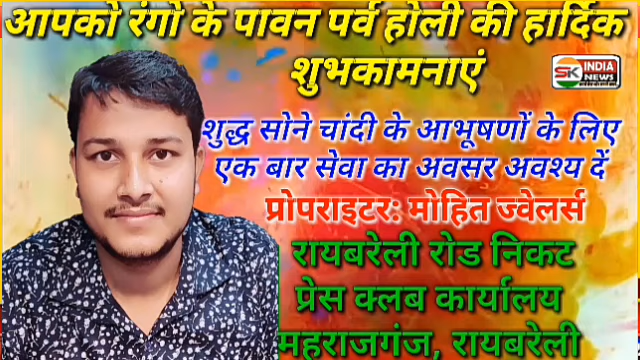 आपको रंगो के पावन पर्व होली की हार्दिक
शुभकामनाएं
SK INDIA
NEWS
शुद्ध सोने चांदी के आभूषणों के लिए
एक बार सेवा का अवसर अवश्य दें
प्रोपराइटर: मोहित ज्वेलर्स
रायबरेली रोड निकट
प्रेस क्लब कार्यालय
महराजगंज, रायबरेली